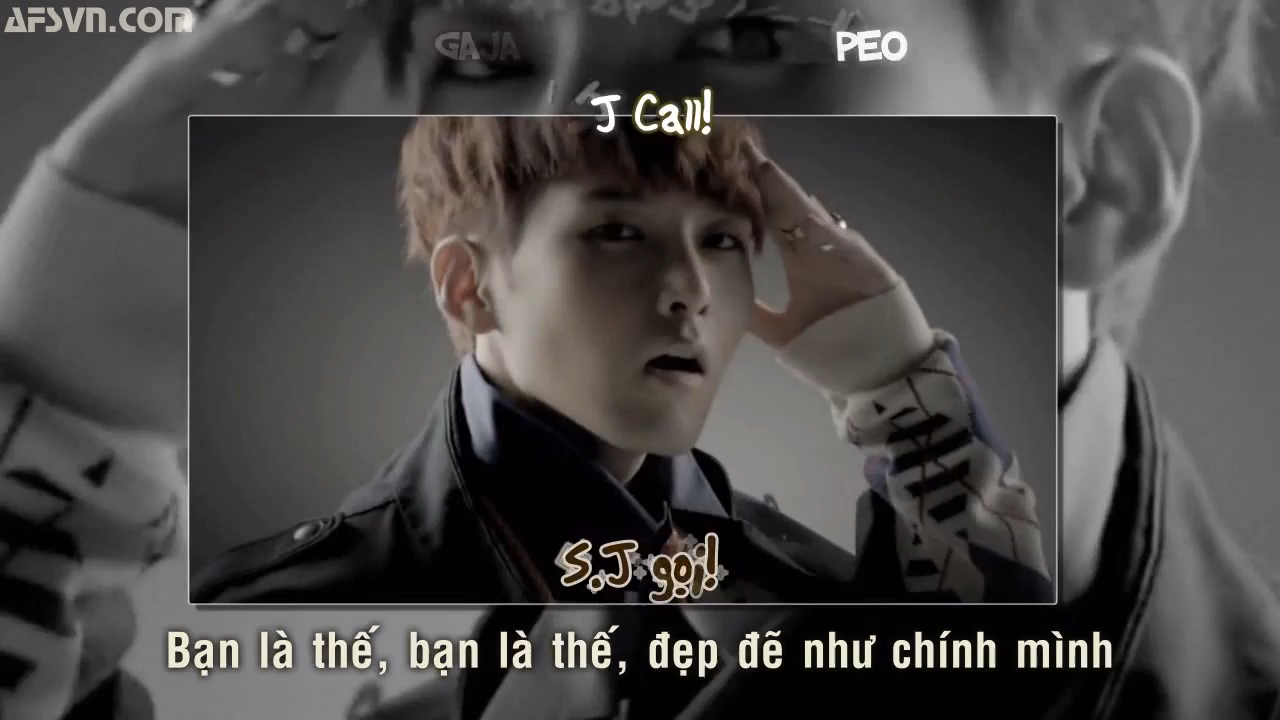 AFSVN.COM
GAJA PEO
J Call!
S.J gọi!
Bạn là thế, bạn là thế, đẹp đẽ như chính mình